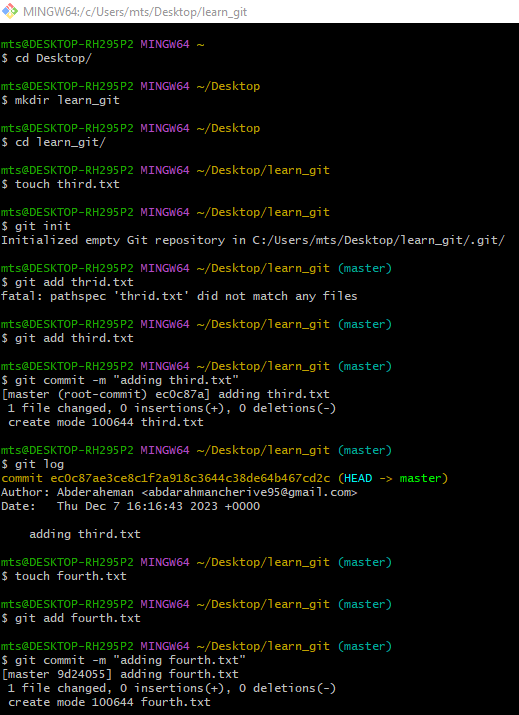 MINGW64:/c/Users/mts/Desktop/learn_git
mts@DESKTOP-RH295P2 MINGW64 ~
$ cd Desktop/
mts@DESKTOP-RH295P2 MINGW64 ~/Desktop
$ mkdir learn_git
mts@DESKTOP-RH295P2 MINGW64 ~/Desktop
$ cd learn_git/
mts@DESKTOP-RH295P2 MINGW64 ~/Desktop/learn_git
$ touch third.txt
mts@DESKTOP-RH295P2 MINGW64 ~/Desktop/learn_git
$ git init
Initialized empty Git repository in C:/Users/mts/Desktop/learn_git/.git/
mts@DESKTOP-RH295P2 MINGW64 ~/Desktop/learn_git (master)
$ git add thrid.txt
fatal: pathspec 'thrid.txt' did not match any files
mts@DESKTOP-RH295P2 MINGW64 ~/Desktop/learn_git (master)
$ git add third.txt
mts@DESKTOP-RH295P2 MINGW64 ~/Desktop/learn_git (master)
$ git commit -m "adding third.txt"
[master (root-commit) ec0c87a] adding third.txt
 1 file changed, 0 insertions(+), 0 deletions(-)
 create mode 100644 third.txt
mts@DESKTOP-RH295P2 MINGW64 ~/Desktop/learn_git (master)
$ git log
commit ec0c87ae3ce8c1f2a918c3644c38de64b467cd2c (HEAD -> master)
Author: Abderaheman <abdarahmancherive95@gmail.com>
Date:   Thu Dec 7 16:16:43 2023 +0000
    adding third.txt
mts@DESKTOP-RH295P2 MINGW64 ~/Desktop/learn_git (master)
$ touch fourth.txt
mts@DESKTOP-RH295P2 MINGW64 ~/Desktop/learn_git (master)
$ git add fourth.txt
mts@DESKTOP-RH295P2 MINGW64 ~/Desktop/learn_git (master)
$ git commit -m "adding fourth.txt"
[master 9d24055] adding fourth.txt
 1 file changed, 0 insertions(+), 0 deletions(-)
 create mode 100644 fourth.txt